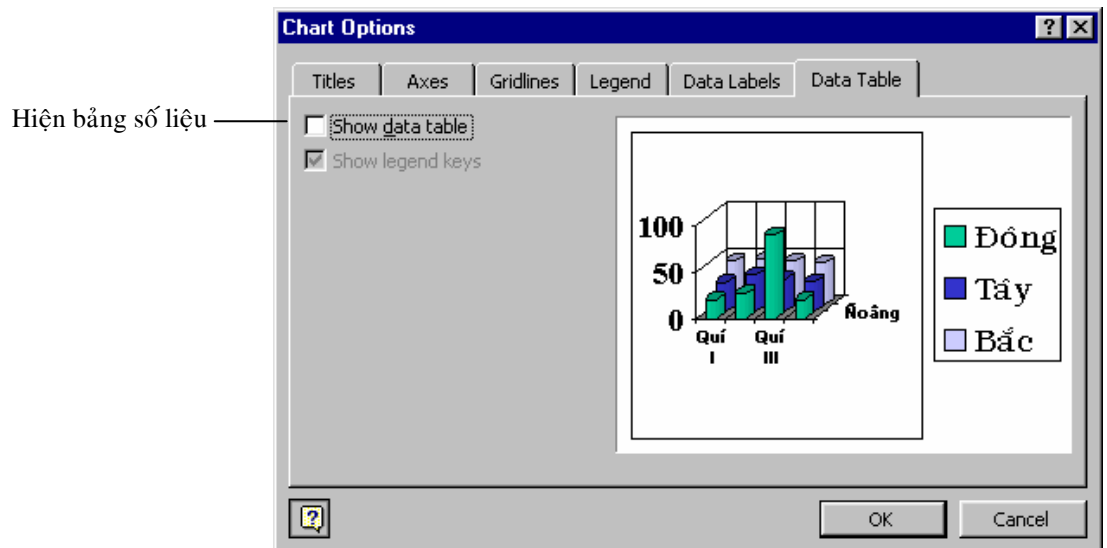 Chart Options
Titles Axes Gridlines Legend Data Labels Data Table
Hiện bảng số liệu
Show data table
Show legend keys
100
50
0
Quí I
Quí III
Ñoâng
Đông
Tây
Bắc
OK Cancel